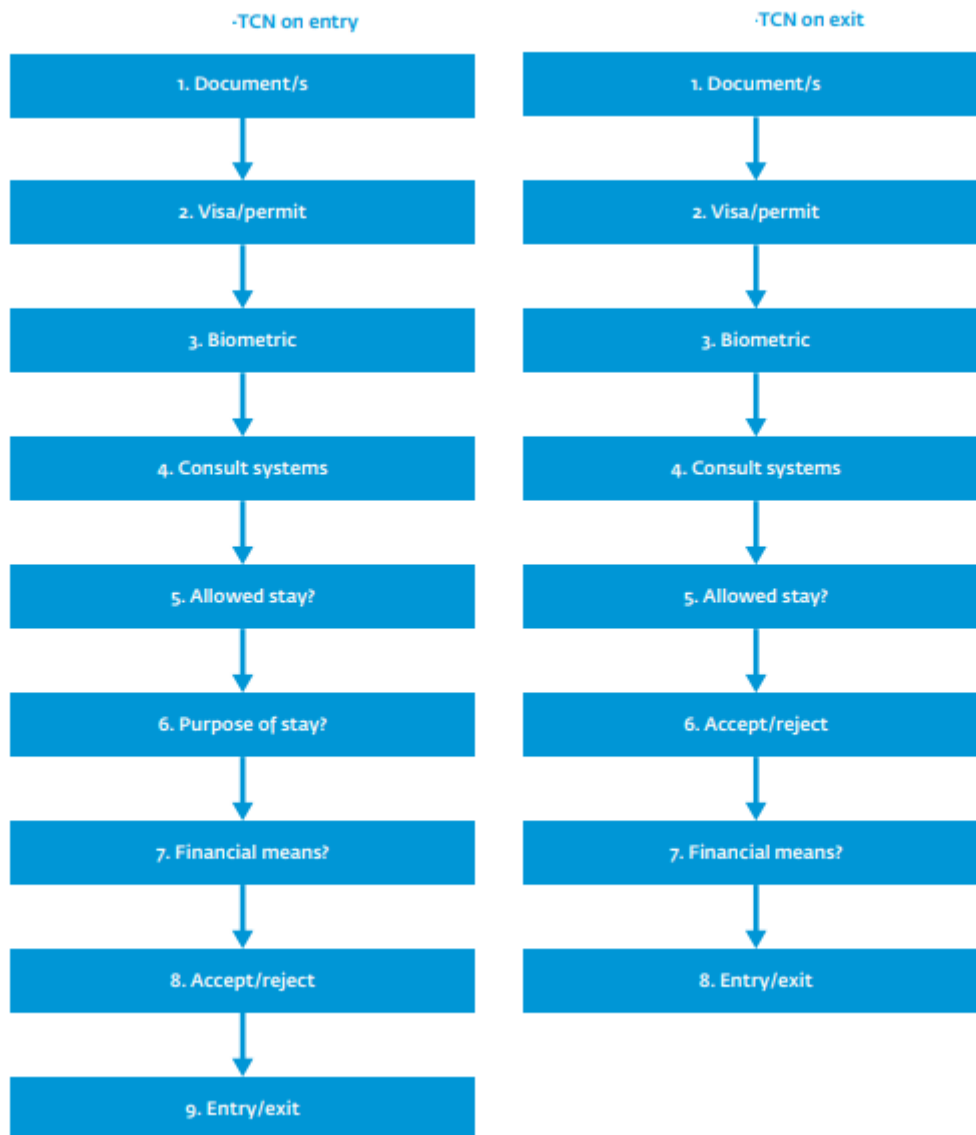 ·TCN on entry
1. Document/s
2. Visa/permit
3. Biometric
4. Consult systems
5. Allowed stay?
6. Purpose of stay?
7. Financial means?
8. Accept/reject
9. Entry/exit
·TCN on exit
1. Document/s
2. Visa/permit
3. Biometric
4. Consult systems
5. Allowed stay?
6. Accept/reject
7. Financial means?
8. Entry/exit